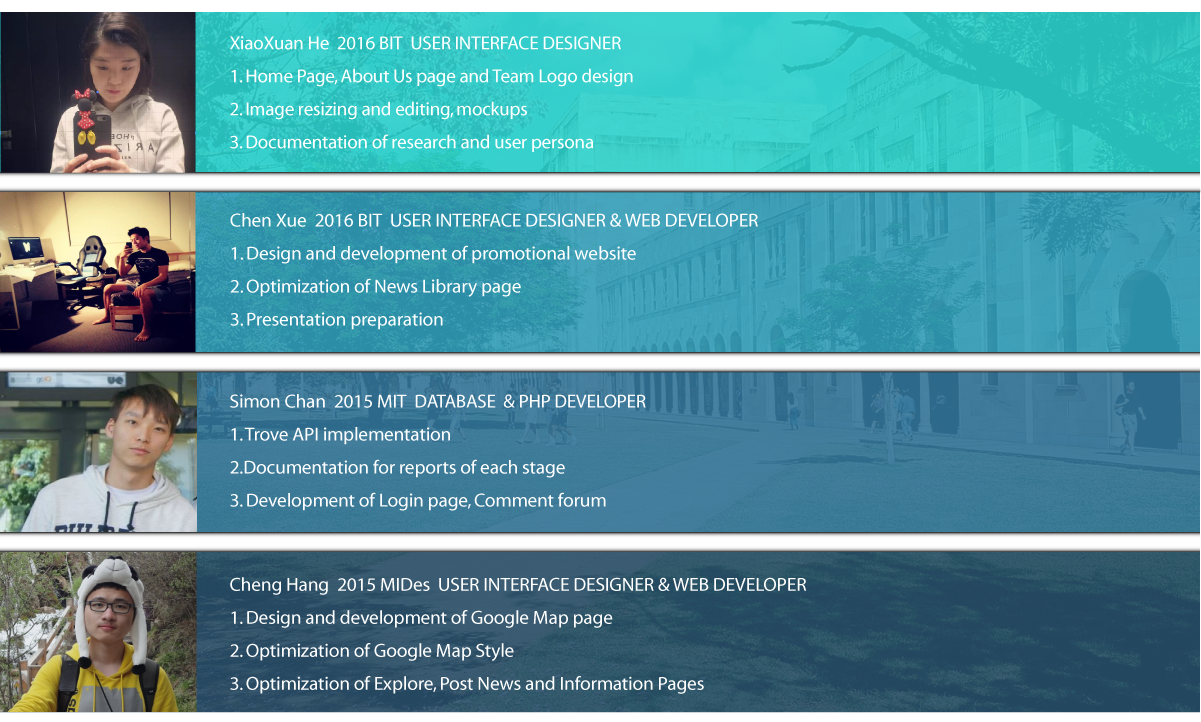 XiaoXuan He 2016 BIT USER INTERFACE DESIGNER
1. Home Page, About Us page and Team Logo design
2. Image resizing and editing, mockups
3. Documentation of research and user persona
Chen Xue 2016 BIT USER INTERFACE DESIGNER & WEB DEVELOPER
1. Design and development of promotional website
2. Optimization of News Library page
3. Presentation preparation
Simon Chan 2015 MIT DATABASE & PHP DEVELOPER
1. Trove API implementation
2.Documentation for reports of each stage
3. Development of Login page, Comment forum
Cheng Hang 2015 MIDes USER INTERFACE DESIGNER & WEB DEVELOPER
1. Design and development of Google Map page
2. Optimization of Google Map Style
3. Optimization of Explore, Post News and Information Pages